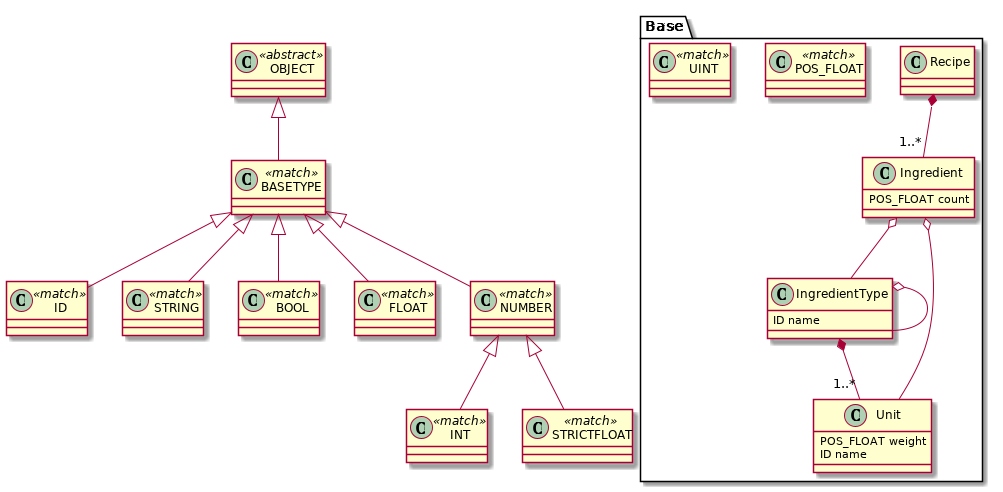 Base
C «abstract»
OBJECT
C «match»
UINT
C «match»
POS_FLOAT
C Recipe
1..*
C «match»
BASETYPE
C Ingredient
POS_FLOAT count
C «match»
ID
C «match»
STRING
C «match»
BOOL
C «match»
FLOAT
C «match»
NUMBER
C IngredientType
ID name
1..*
C «match»
INT
C «match»
STRICTFLOAT
C Unit
POS_FLOAT weight
ID name